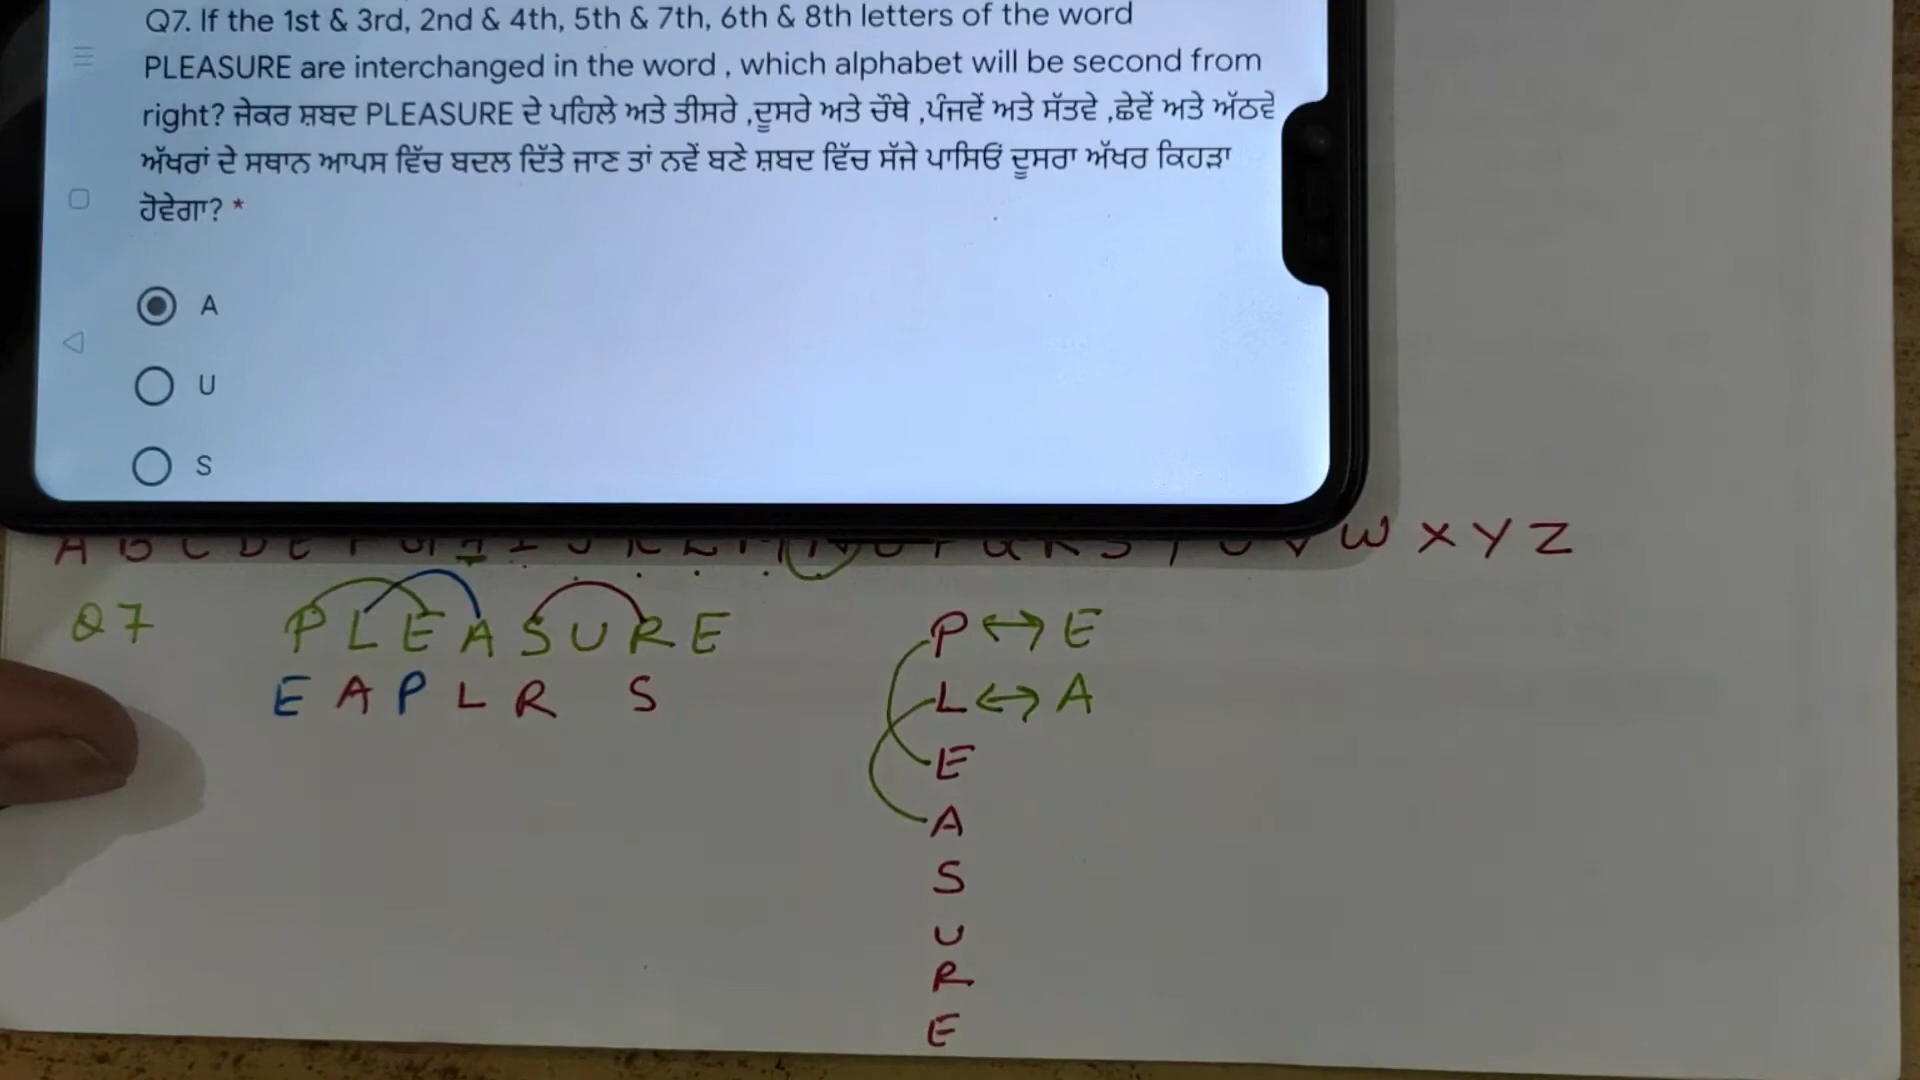 Q7. If the 1st & 3rd, 2nd & 4th, 5th & 7th, 6th & 8th letters of the word
PLEASURE are interchanged in the word , which alphabet will be second from
right? ਜੇਕਰ ਸ਼ਬਦ PLEASURE ਦੇ ਪਹਿਲੇ ਅਤੇ ਤੀਸਰੇ ,ਦੂਸਰੇ ਅਤੇ ਚੌਥੇ ,ਪੰਜਵੇਂ ਅਤੇ ਸੱਤਵੇ ,ਛੇਵੇਂ ਅਤੇ ਅੱਠਵੇ
ਅੱਖਰਾਂ ਦੇ ਸਥਾਨ ਆਪਸ ਵਿੱਚ ਬਦਲ ਦਿੱਤੇ ਜਾਣ ਤਾਂ ਨਵੇਂ ਬਣੇ ਸ਼ਬਦ ਵਿੱਚ ਸੱਜੇ ਪਾਸਿਓਂ ਦੂਸਰਾ ਅੱਖਰ ਕਿਹੜਾ
ਹੋਵੇਗਾ? *
A
U
S
W X Y Z
Q7 PLEASURE
E A P L R S
P ↔ E
L ↔ A
E
A
S
U
R
E